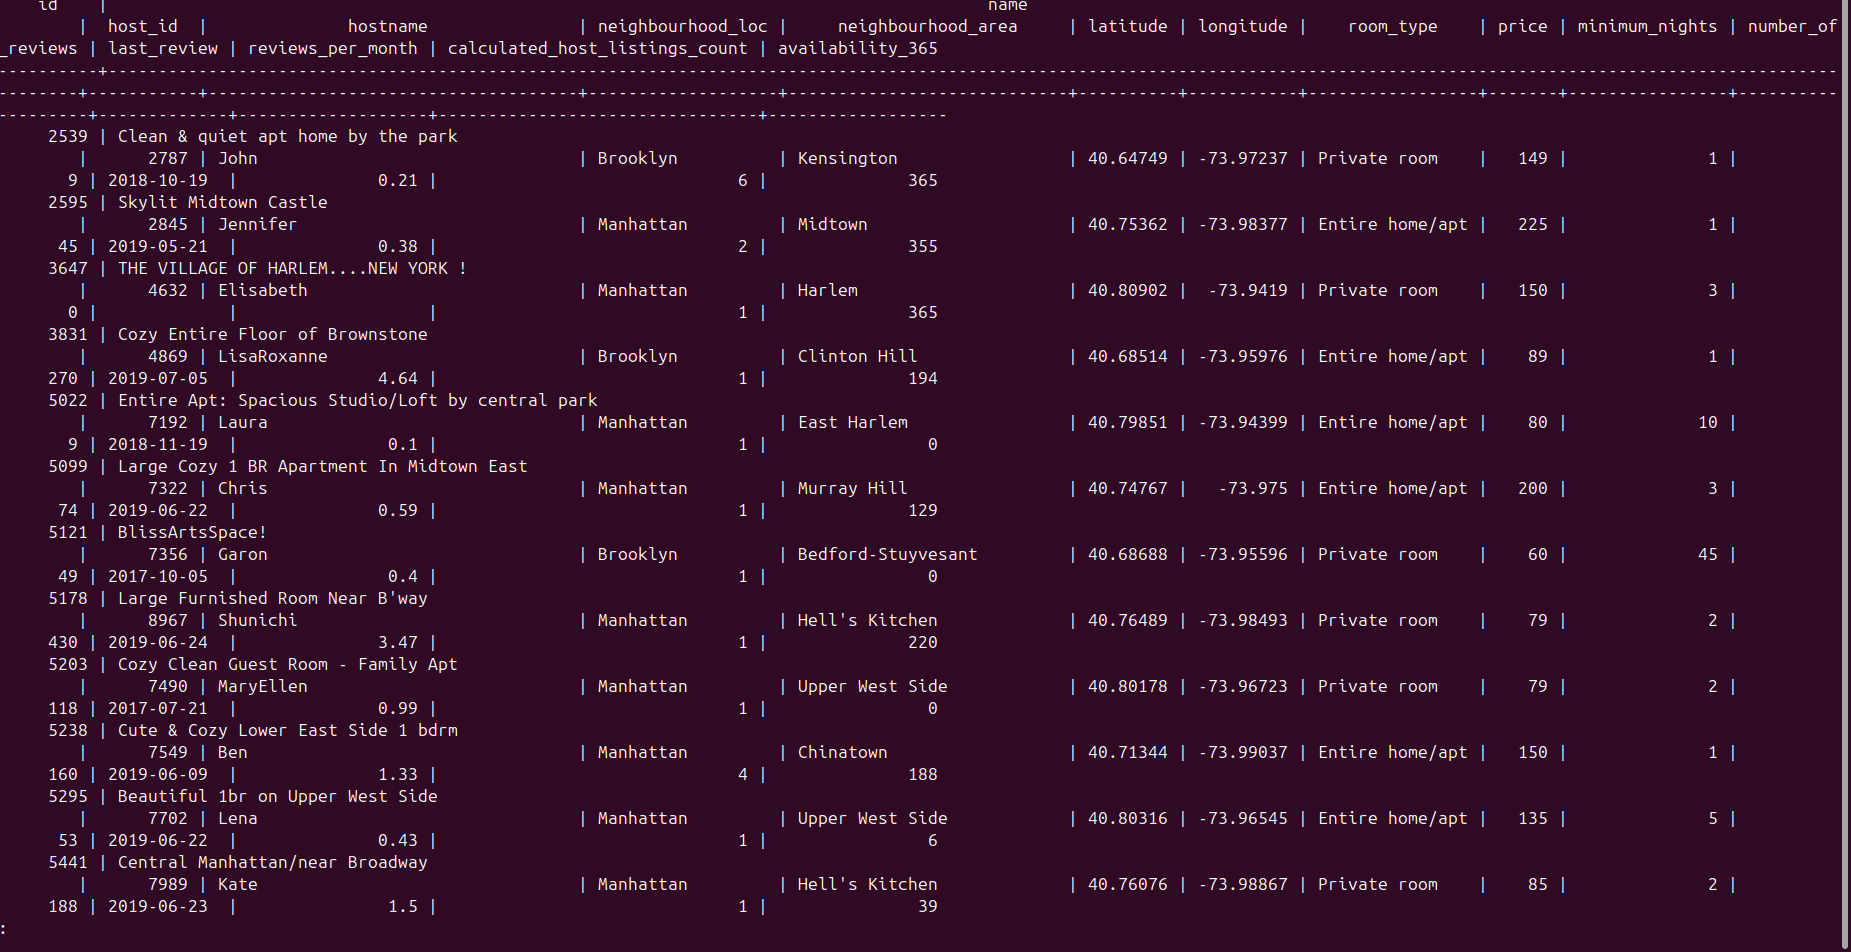 id | name
| host_id | hostname | neighbourhood_loc | neighbourhood_area | latitude | longitude | room_type | price | minimum_nights | number_of
_reviews | last_review | reviews_per_month | calculated_host_listings_count | availability_365
----------+------------------------------------------------------------------------------------------------------------------------------------------------------------------------------
--------+-----------+-------------------------------------+-------------------+----------------------------+----------+-----------+-----------------+-------+----------------+----------
---------+-------------+-------------------+--------------------------------+------------------
2539 | Clean & quiet apt home by the park
| 2787 | John | Brooklyn | Kensington | 40.64749 | -73.97237 | Private room | 149 | 1 |
9 | 2018-10-19 | 0.21 | 6 | 365
2595 | Skylit Midtown Castle
| 2845 | Jennifer | Manhattan | Midtown | 40.75362 | -73.98377 | Entire home/apt | 225 | 1 |
45 | 2019-05-21 | 0.38 | 2 | 355
3647 | THE VILLAGE OF HARLEM....NEW YORK !
| 4632 | Elisabeth | Manhattan | Harlem | 40.80902 | -73.9419 | Private room | 150 | 3 |
0 | | | 1 | 365
3831 | Cozy Entire Floor of Brownstone
| 4869 | LisaRoxanne | Brooklyn | Clinton Hill | 40.68514 | -73.95976 | Entire home/apt | 89 | 1 |
270 | 2019-07-05 | 4.64 | 1 | 194
5022 | Entire Apt: Spacious Studio/Loft by central park
| 7192 | Laura | Manhattan | East Harlem | 40.79851 | -73.94399 | Entire home/apt | 80 | 10 |
9 | 2018-11-19 | 0.1 | 1 | 0
5099 | Large Cozy 1 BR Apartment In Midtown East
| 7322 | Chris | Manhattan | Murray Hill | 40.74767 | -73.975 | Entire home/apt | 200 | 3 |
74 | 2019-06-22 | 0.59 | 1 | 129
5121 | BlissArtsSpace!
| 7356 | Garon | Brooklyn | Bedford-Stuyvesant | 40.68688 | -73.95596 | Private room | 60 | 45 |
49 | 2017-10-05 | 0.4 | 1 | 0
5178 | Large Furnished Room Near B'way
| 8967 | Shunichi | Manhattan | Hell's Kitchen | 40.76489 | -73.98493 | Private room | 79 | 2 |
430 | 2019-06-24 | 3.47 | 1 | 220
5203 | Cozy Clean Guest Room - Family Apt
| 7490 | MaryEllen | Manhattan | Upper West Side | 40.80178 | -73.96723 | Private room | 79 | 2 |
118 | 2017-07-21 | 0.99 | 1 | 0
5238 | Cute & Cozy Lower East Side 1 bdrm
| 7549 | Ben | Manhattan | Chinatown | 40.71344 | -73.99037 | Entire home/apt | 150 | 1 |
160 | 2019-06-09 | 1.33 | 4 | 188
5295 | Beautiful 1br on Upper West Side
| 7702 | Lena | Manhattan | Upper West Side | 40.80316 | -73.96545 | Entire home/apt | 135 | 5 |
53 | 2019-06-22 | 0.43 | 1 | 6
5441 | Central Manhattan/near Broadway
| 7989 | Kate | Manhattan | Hell's Kitchen | 40.76076 | -73.98867 | Private room | 85 | 2 |
188 | 2019-06-23 | 1.5 | 1 | 39
: